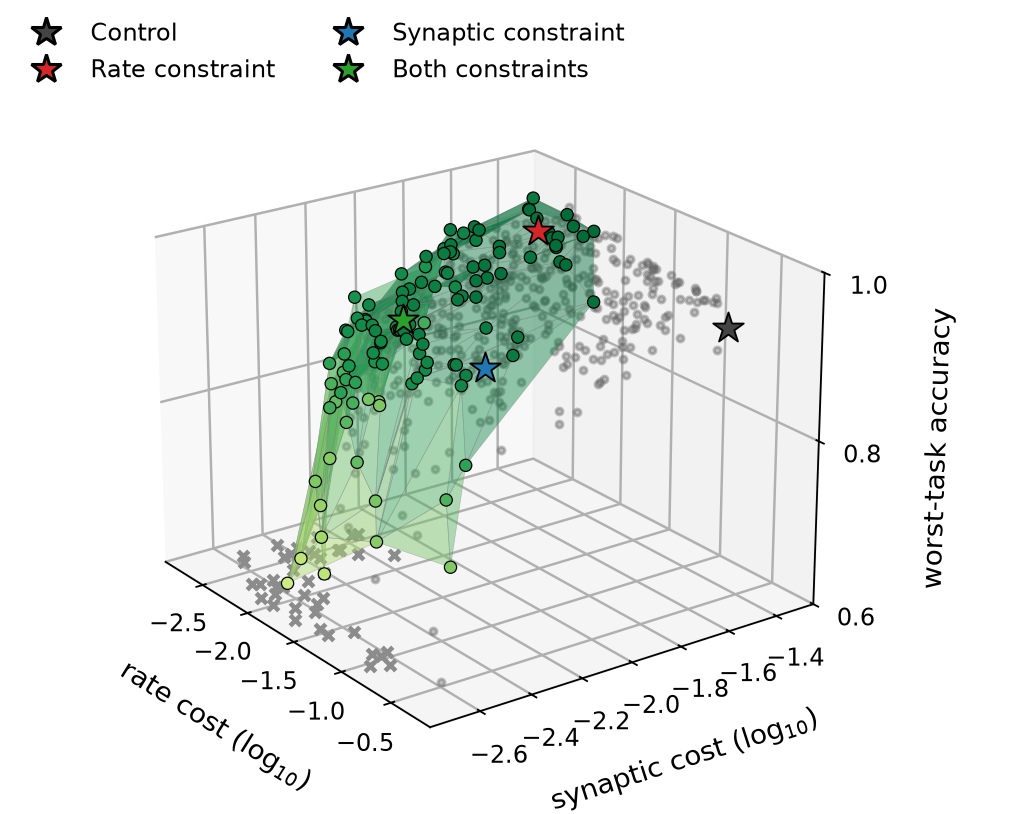 Control
Rate constraint
Synaptic constraint
Both constraints
1.0
0.8
0.6
worst-task accuracy
−2.5
−2.0
−1.5
−1.0
−0.5
rate cost (log₁₀)
−2.6
−2.4
−2.2
−2.0
−1.8
−1.6
−1.4
synaptic cost (log₁₀)